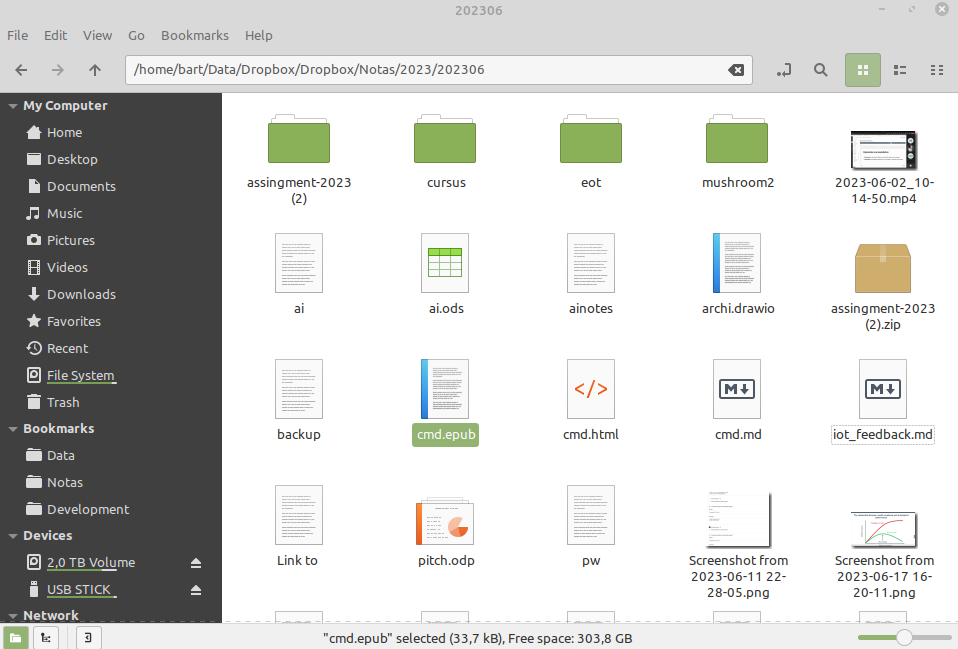 202306
File Edit View Go Bookmarks Help
/home/bart/Data/Dropbox/Dropbox/Notas/2023/202306
My Computer
Home
Desktop
Documents
Music
Pictures
Videos
Downloads
Favorites
Recent
File System
Trash
Bookmarks
Data
Notas
Development
Devices
2,0 TB Volume
USB STICK
Network
assingment-2023
(2)
cursus
eot
mushroom2
2023-06-02_10-
14-50.mp4
ai
ai.ods
ainotes
archi.drawio
assingment-2023
(2).zip
backup
cmd.epub
</>
cmd.html
M
cmd.md
M
iot_feedback.md
Link to
pitch.odp
pw
Screenshot from
2023-06-11 22-
28-05.png
Screenshot from
2023-06-17 16-
20-11.png
"cmd.epub" selected (33,7 kB), Free space: 303,8 GB